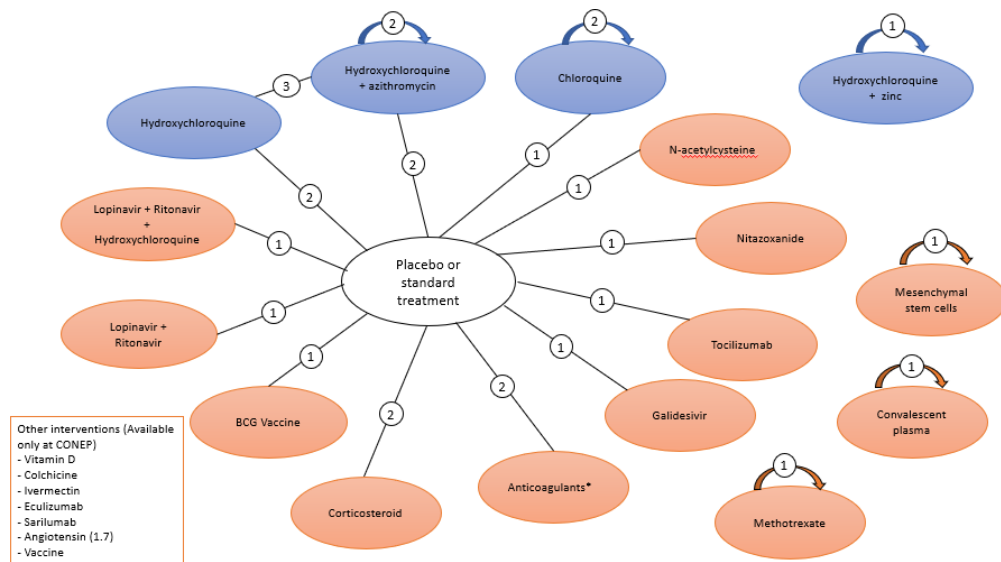 2
2
1
Hydroxychloroquine
+ azithromycin
Chloroquine
Hydroxychloroquine
+ zinc
3
Hydroxychloroquine
N-acetylcysteine
2
1
1
2
Lopinavir + Ritonavir
+
Hydroxychloroquine
1
Nitazoxanide
1
1
Placebo or
standard
treatment
Mesenchymal
stem cells
1
1
Lopinavir +
Ritonavir
Tocilizumab
1
1
1
BCG Vaccine
2
2
Galidesivir
Convalescent
plasma
Other interventions (Available
only at CONEP)
- Vitamin D
- Colchicine
- Ivermectin
- Eculizumab
- Sarilumab
- Angiotensin (1.7)
- Vaccine
Corticosteroid
Anticoagulants*
1
Methotrexate